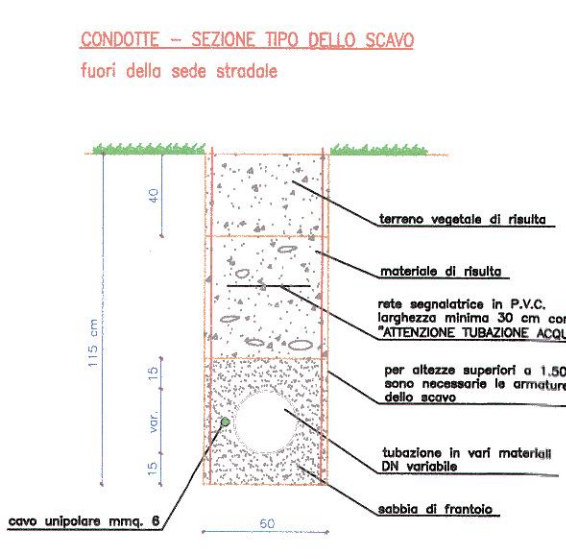 CONDOTTE – SEZIONE TIPO DELLO SCAVO
fuori della sede stradale
40
terreno vegetale di risulta
materiale di risulta
rete segnalatrice in P.V.C.
larghezza minima 30 cm con
"ATTENZIONE TUBAZIONE ACQU
115 cm
15
per altezze superiori a 1.50
sono necessarie le armature
dello scavo
var.
tubazione in vari materiali
DN variabile
15
sabbia di frantoio
cavo unipolare mmq. 6
60